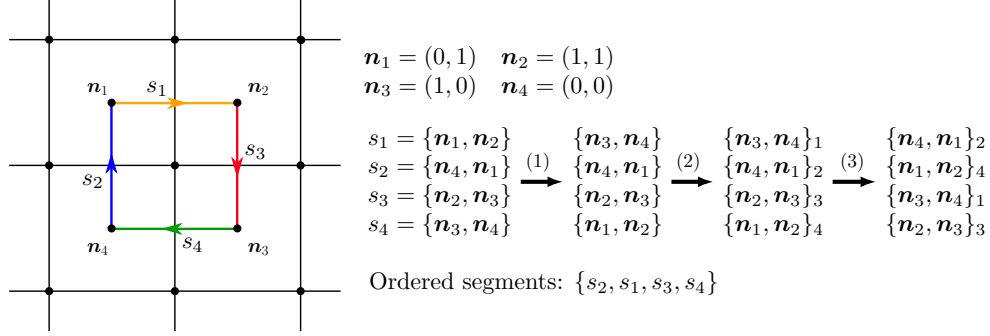 n₁ s₁ n₂
s₂ s₃
n₄ s₄ n₃
n₁ = (0, 1) n₂ = (1, 1)
n₃ = (1, 0) n₄ = (0, 0)
s₁ = {n₁, n₂} {n₃, n₄} {n₃, n₄}₁ {n₄, n₁}₂
s₂ = {n₄, n₁} (1) {n₄, n₁} (2) {n₄, n₁}₂ (3) {n₁, n₂}₄
s₃ = {n₂, n₃} {n₂, n₃} {n₂, n₃}₃ {n₃, n₄}₁
s₄ = {n₃, n₄} {n₁, n₂} {n₁, n₂}₄ {n₂, n₃}₃
Ordered segments: {s₂, s₁, s₃, s₄}